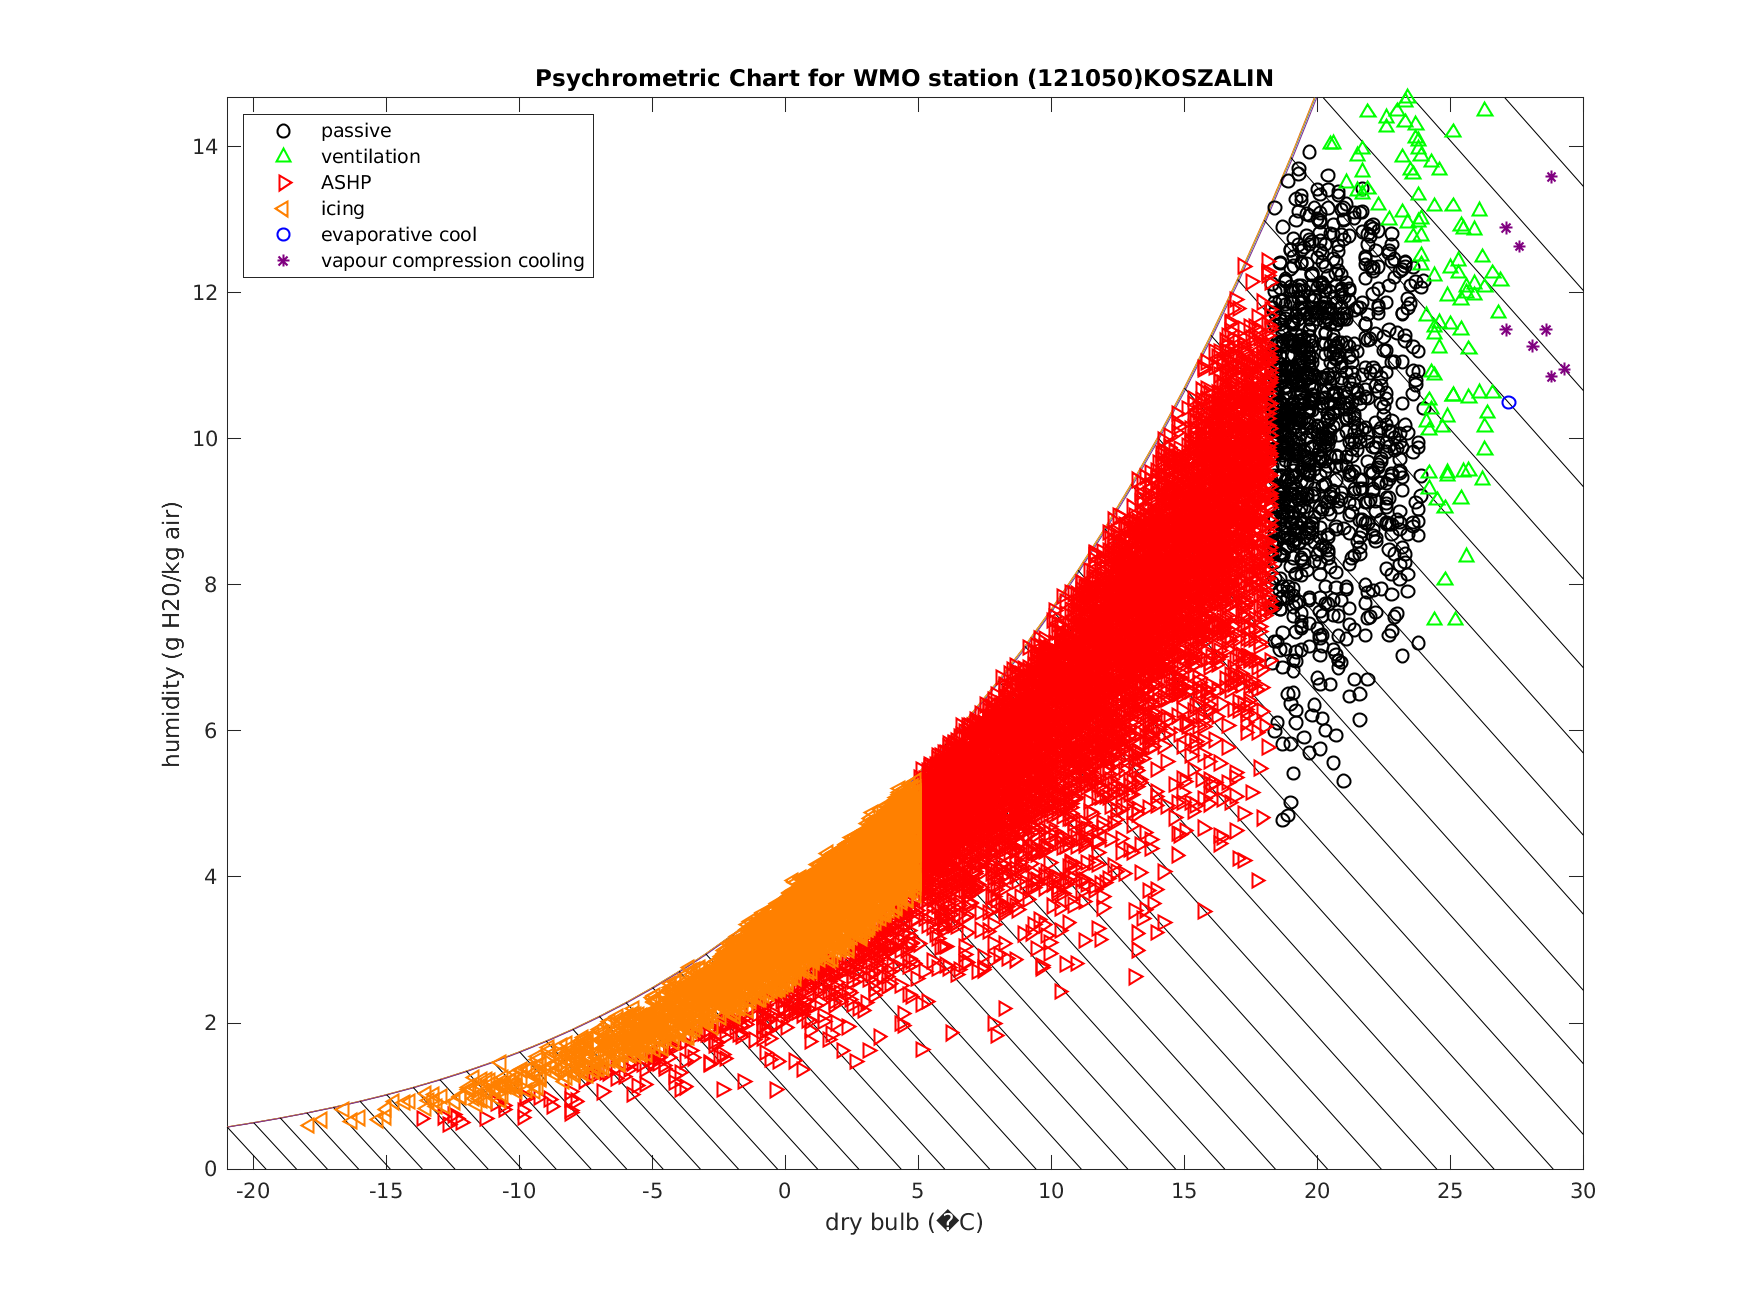 Psychrometric Chart for WMO station (121050)KOSZALIN
passive
ventilation
ASHP
icing
evaporative cool
vapour compression cooling
humidity (g H20/kg air)
14
12
10
8
6
4
2
0
-20 -15 -10 -5 0 5 10 15 20 25 30
dry bulb (�C)